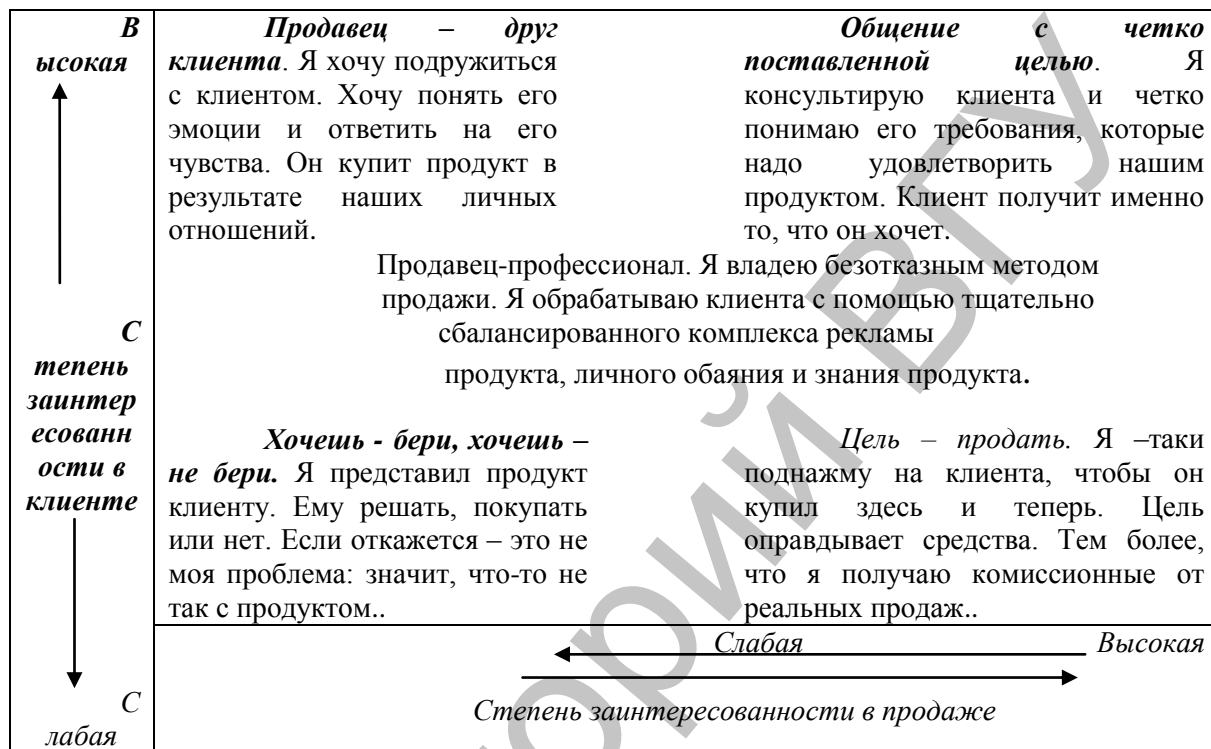 В
ысокая
Степень
заинтер
есованн
ости в
клиенте
С
лабая
Продавец – друг
клиента. Я хочу подружиться
с клиентом. Хочу понять его
эмоции и ответить на его
чувства. Он купит продукт в
результате наших личных
отношений.
Общение с четко
поставленной целью. Я
консультирую клиента и четко
понимаю его требования, которые
надо удовлетворить нашим
продуктом. Клиент получит именно
то, что он хочет.
Продавец-профессионал. Я владею безотказным методом
продажи. Я обрабатываю клиента с помощью тщательно
сбалансированного комплекса рекламы
продукта, личного обаяния и знания продукта.
Хочешь - бери, хочешь –
не бери. Я представил продукт
клиенту. Ему решать, покупать
или нет. Если откажется – это не
моя проблема: значит, что-то не
так с продуктом..
Цель – продать. Я –таки
поднажму на клиента, чтобы он
купил здесь и теперь. Цель
оправдывает средства. Тем более,
что я получаю комиссионные от
реальных продаж..
Слабая Высокая
Степень заинтересованности в продаже
торий ВГУ